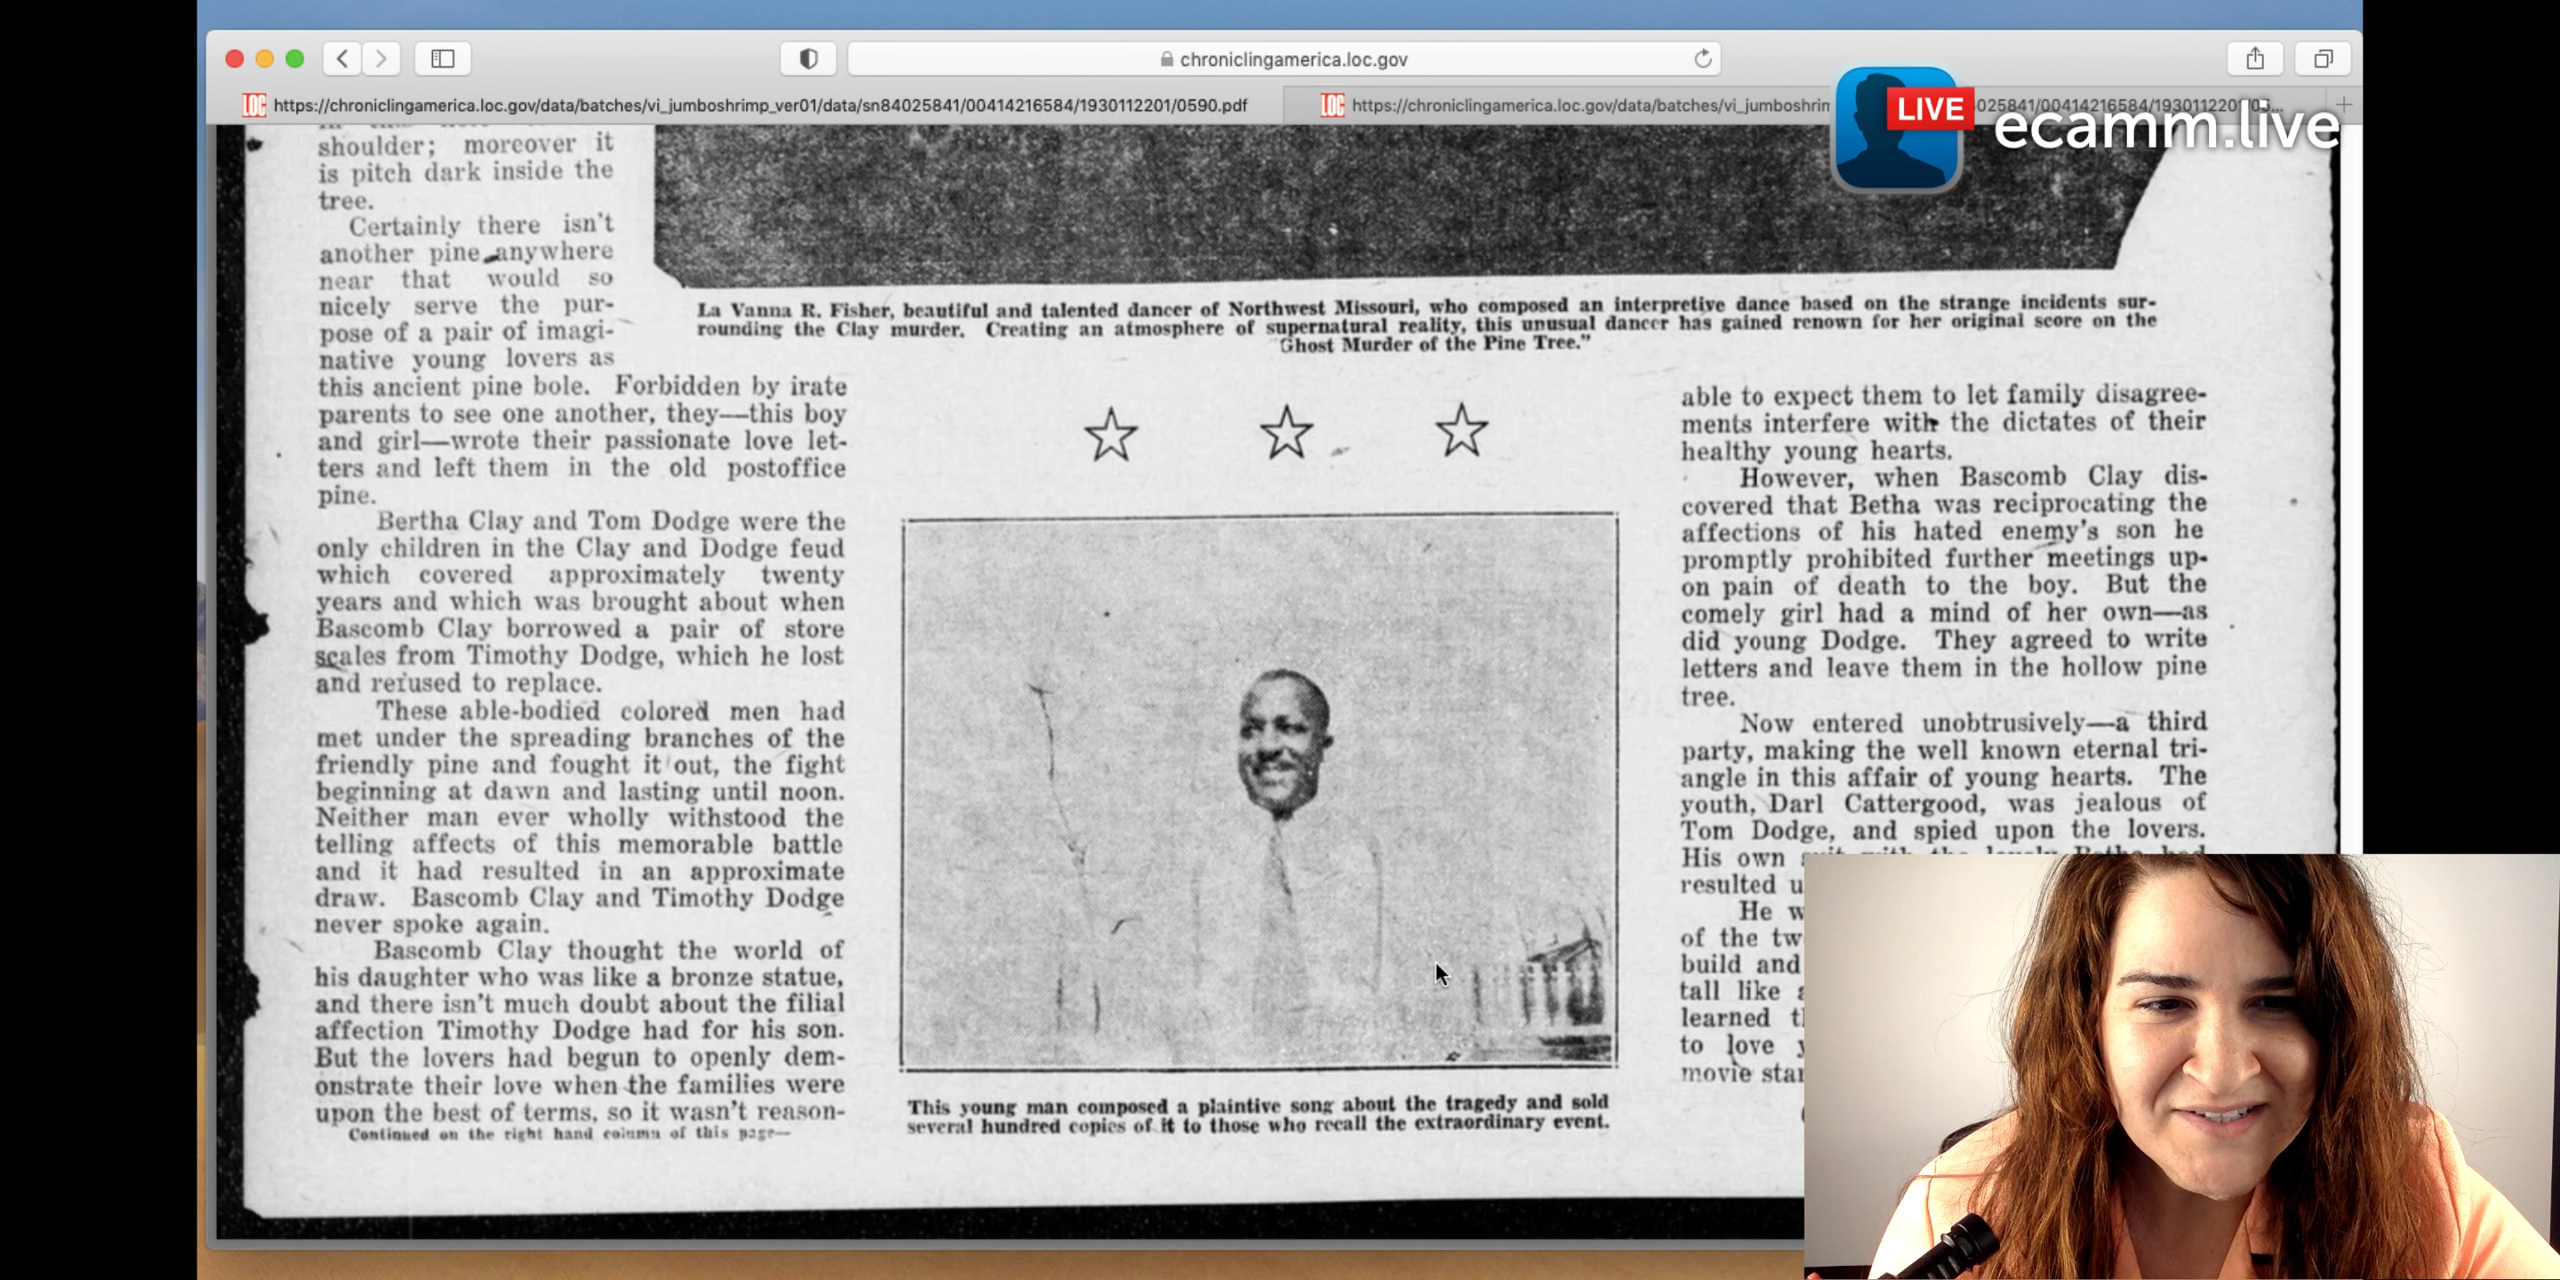 chroniclingamerica.loc.gov
LOC https://chroniclingamerica.loc.gov/data/batches/vi_jumboshrimp_ver01/data/sn84025841/00414216584/1930112201/0590.pdf
LOC https://chroniclingamerica.loc.gov/data/batches/vi_jumboshrim
025841/00414216584/193011220
LIVE
ecamm.live
shoulder; moreover it
is pitch dark inside the
tree.
Certainly there isn't
another pine anywhere
near that would so
nicely serve the pur-
pose of a pair of imagi-
native young lovers as
this ancient pine bole. Forbidden by irate
parents to see one another, they—this boy
and girl—wrote their passionate love let-
ters and left them in the old postoffice
pine.
Bertha Clay and Tom Dodge were the
only children in the Clay and Dodge feud
which covered approximately twenty
years and which was brought about when
Bascomb Clay borrowed a pair of store
scales from Timothy Dodge, which he lost
and refused to replace.
These able-bodied colored men had
met under the spreading branches of the
friendly pine and fought it out, the fight
beginning at dawn and lasting until noon.
Neither man ever wholly withstood the
telling affects of this memorable battle
and it had resulted in an approximate
draw. Bascomb Clay and Timothy Dodge
never spoke again.
Bascomb Clay thought the world of
his daughter who was like a bronze statue,
and there isn't much doubt about the filial
affection Timothy Dodge had for his son.
But the lovers had begun to openly dem-
onstrate their love when the families were
upon the best of terms, so it wasn't reason-
Continued on the right hand column of this page—
La Vanna R. Fisher, beautiful and talented dancer of Northwest Missouri, who composed an interpretive dance based on the strange incidents sur-
rounding the Clay murder. Creating an atmosphere of supernatural reality, this unusual dancer has gained renown for her original score on the
Ghost Murder of the Pine Tree."
This young man composed a plaintive song about the tragedy and sold
several hundred copies of it to those who recall the extraordinary event.
able to expect them to let family disagree-
ments interfere with the dictates of their
healthy young hearts.
However, when Bascomb Clay dis-
covered that Betha was reciprocating the
affections of his hated enemy's son he
promptly prohibited further meetings up-
on pain of death to the boy. But the
comely girl had a mind of her own—as
did young Dodge. They agreed to write
letters and leave them in the hollow pine
tree.
Now entered unobtrusively—a third
party, making the well known eternal tri-
angle in this affair of young hearts. The
youth, Darl Cattergood, was jealous of
Tom Dodge, and spied upon the lovers.
His own
resulted u
He w
of the tw
build and
tall like
learned t
to love
movie star